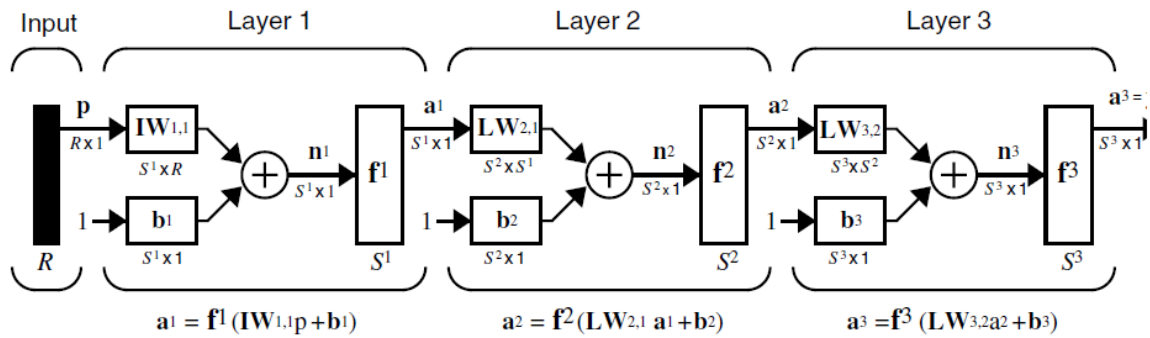 Input Layer 1 Layer 2 Layer 3
p a¹ a² a³ =
R x 1 IW1,1 S¹ x 1 LW2,1 S² x 1 LW3,2 S³ x 1
S¹ x R n¹ f¹ S² x S¹ n² f² S³ x S² n³ f³
+ S¹ x 1 + S² x 1 + S³ x 1
1 b1 1 b2 1 b3
R S¹ x 1 S¹ S² x 1 S² S³ x 1 S³
a¹ = f¹ (IW1,1p + b1) a² = f² (LW2,1 a¹ + b2) a³ = f³ (LW3,2a² + b3)